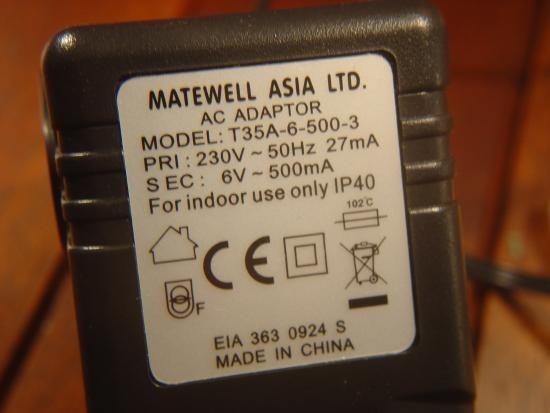 MATEWELL ASIA LTD.
AC ADAPTOR
MODEL: T35A-6-500-3
PRI : 230V ~ 50Hz 27mA
SEC : 6V ~ 500mA
For indoor use only IP40
102°C
CE
F
EIA 363 0924 S
MADE IN CHINA